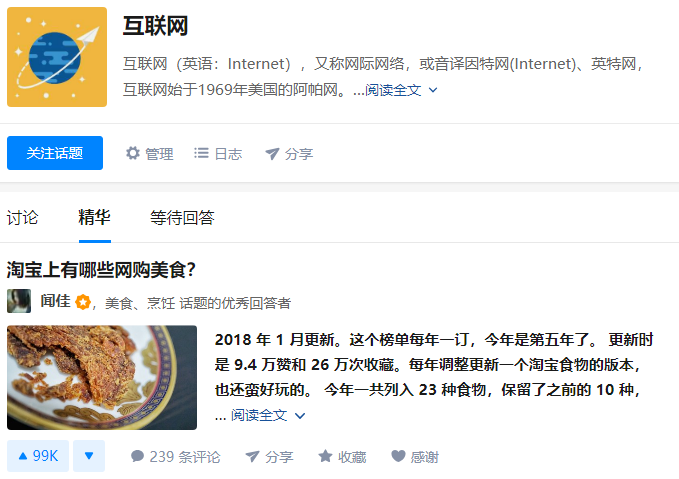 互联网
互联网（英语：Internet），又称网际网络，或音译因特网(Internet)、英特网，
互联网始于1969年美国的阿帕网。...阅读全文
关注话题 管理 日志 分享
讨论 精华 等待回答
淘宝上有哪些网购美食？
闻佳，美食、烹饪 话题的优秀回答者
2018 年 1 月更新。这个榜单每年一订，今年是第五年了。 更新时
是 9.4 万赞和 26 万次收藏。每年调整更新一个淘宝食物的版本，
也还蛮好玩的。 今年一共列入 23 种食物，保留了之前的 10 种，
... 阅读全文
99K 239 条评论 分享 收藏 感谢